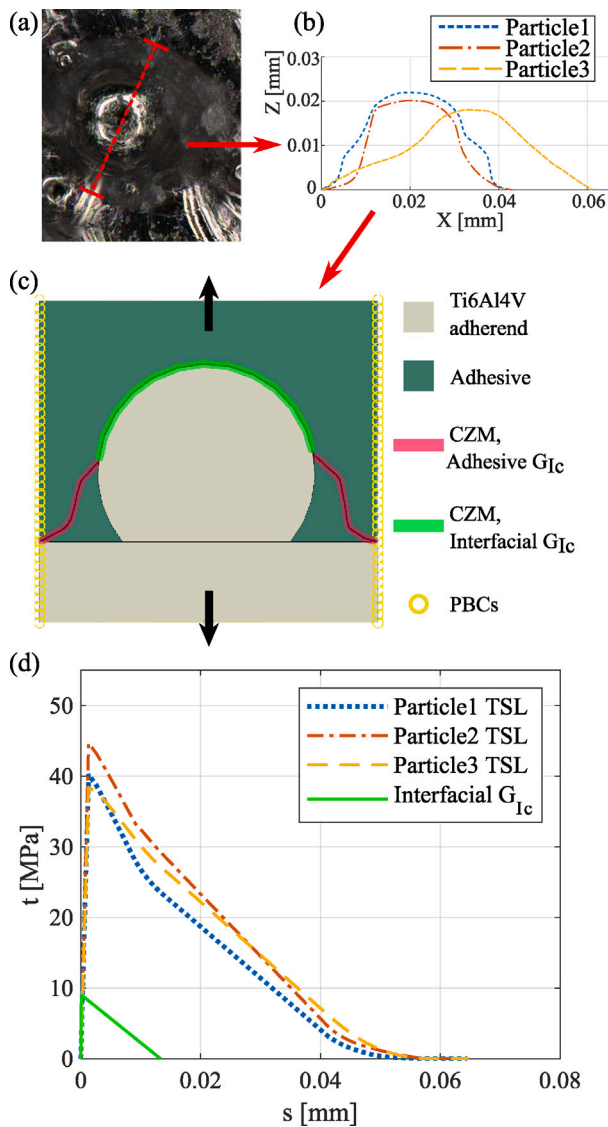 (a)
(b)
Particle1
Particle2
Particle3
Z [mm]
0.03
0.02
0.01
0
0
0.02
0.04
0.06
X [mm]
(c)
Ti6Al4V
adherend
Adhesive
CZM,
Adhesive GIc
CZM,
Interfacial GIc
PBCs
(d)
Particle1 TSL
Particle2 TSL
Particle3 TSL
Interfacial GIc
t [MPa]
50
40
30
20
10
0
0
0.02
0.04
0.06
0.08
s [mm]